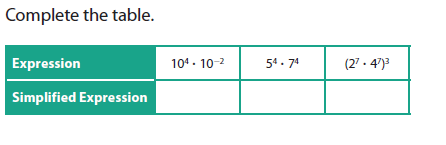 Complete the table.
Expression 10⁴ · 10⁻² 5⁴ · 7⁴ (2⁷ · 4⁷)³
Simplified Expression